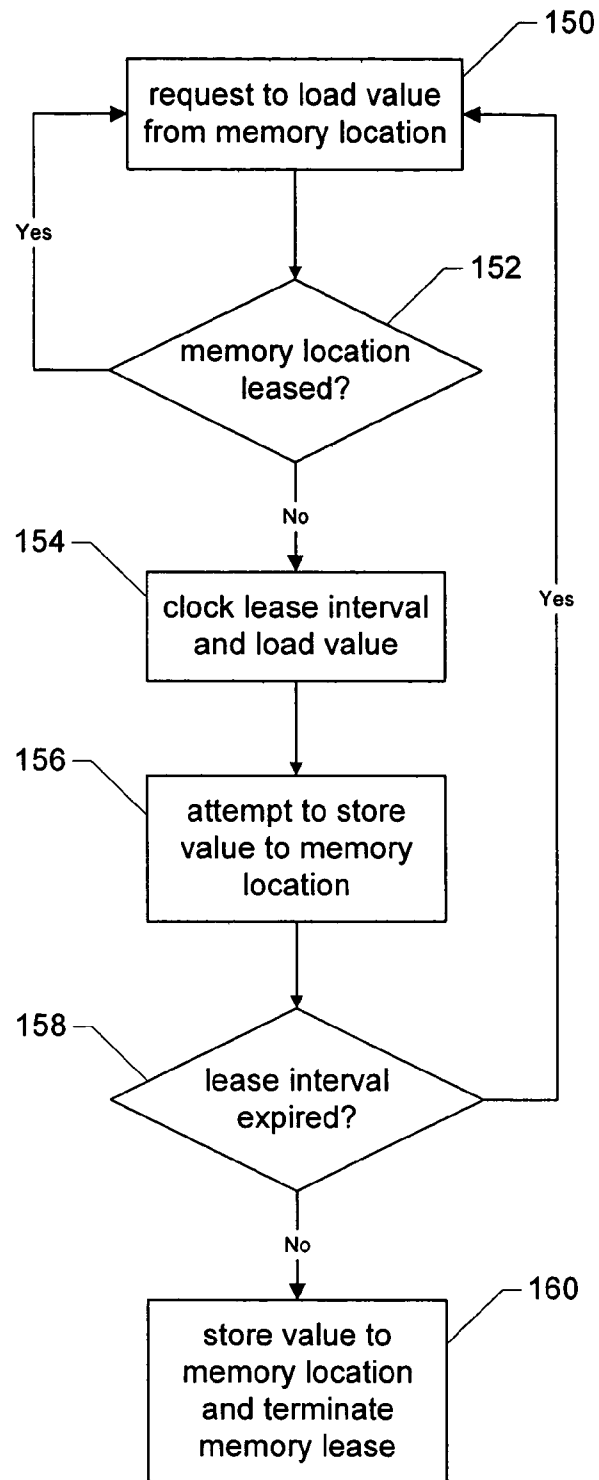 150
request to load value
from memory location
Yes
152
memory location
leased?
No
154
clock lease interval
and load value
Yes
156
attempt to store
value to memory
location
158
lease interval
expired?
No
160
store value to
memory location
and terminate
memory lease